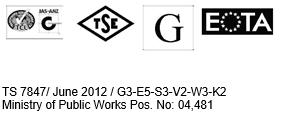 JAS-ANZ
TSE
G
EOTA
TS 7847/ June 2012 / G3-E5-S3-V2-W3-K2
Ministry of Public Works Pos. No: 04,481